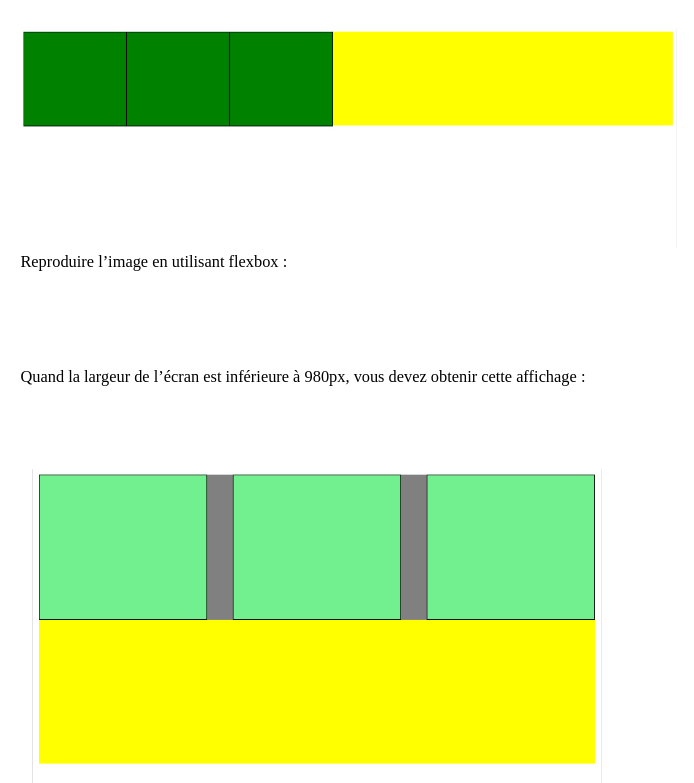 Reproduire l’image en utilisant flexbox :
Quand la largeur de l’écran est inférieure à 980px, vous devez obtenir cette affichage :